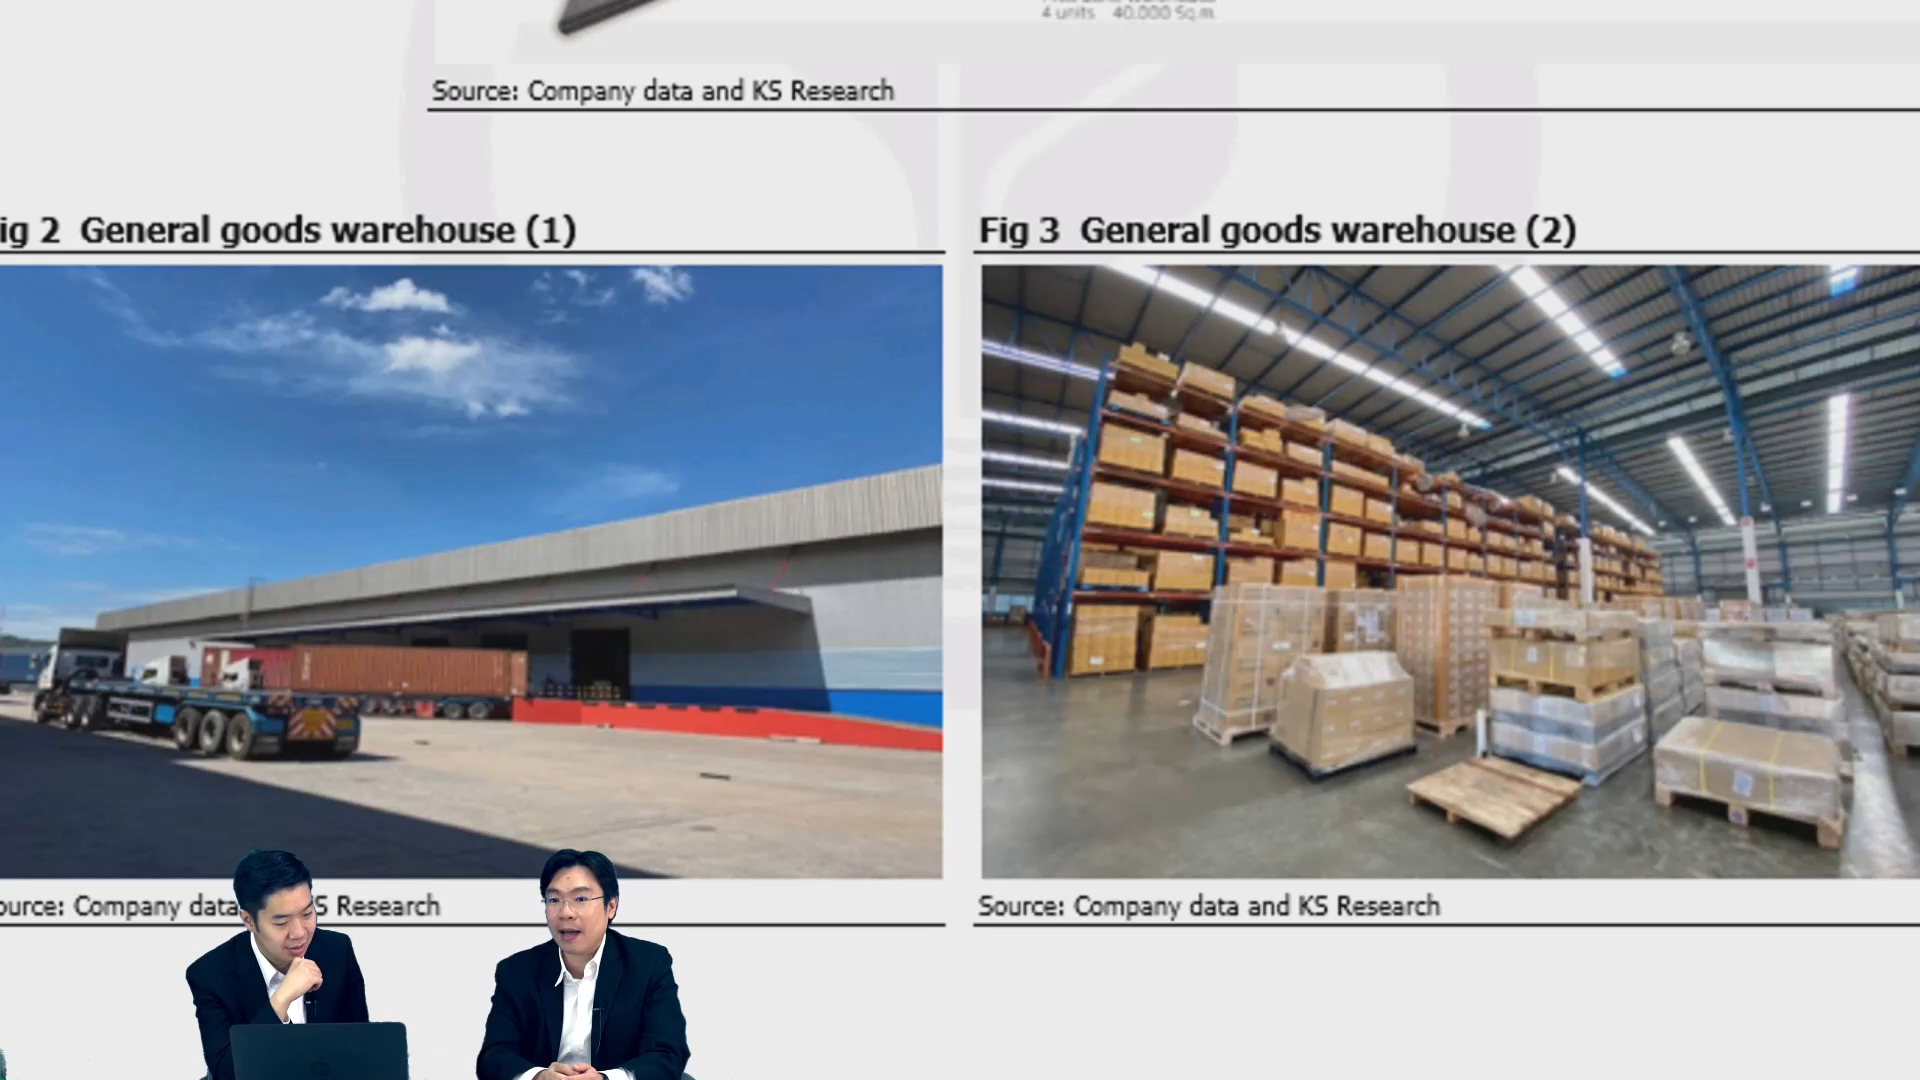 4 units 40,000 Sq.m.
Source: Company data and KS Research
ig 2 General goods warehouse (1)
Fig 3 General goods warehouse (2)
ource: Company data S Research
Source: Company data and KS Research